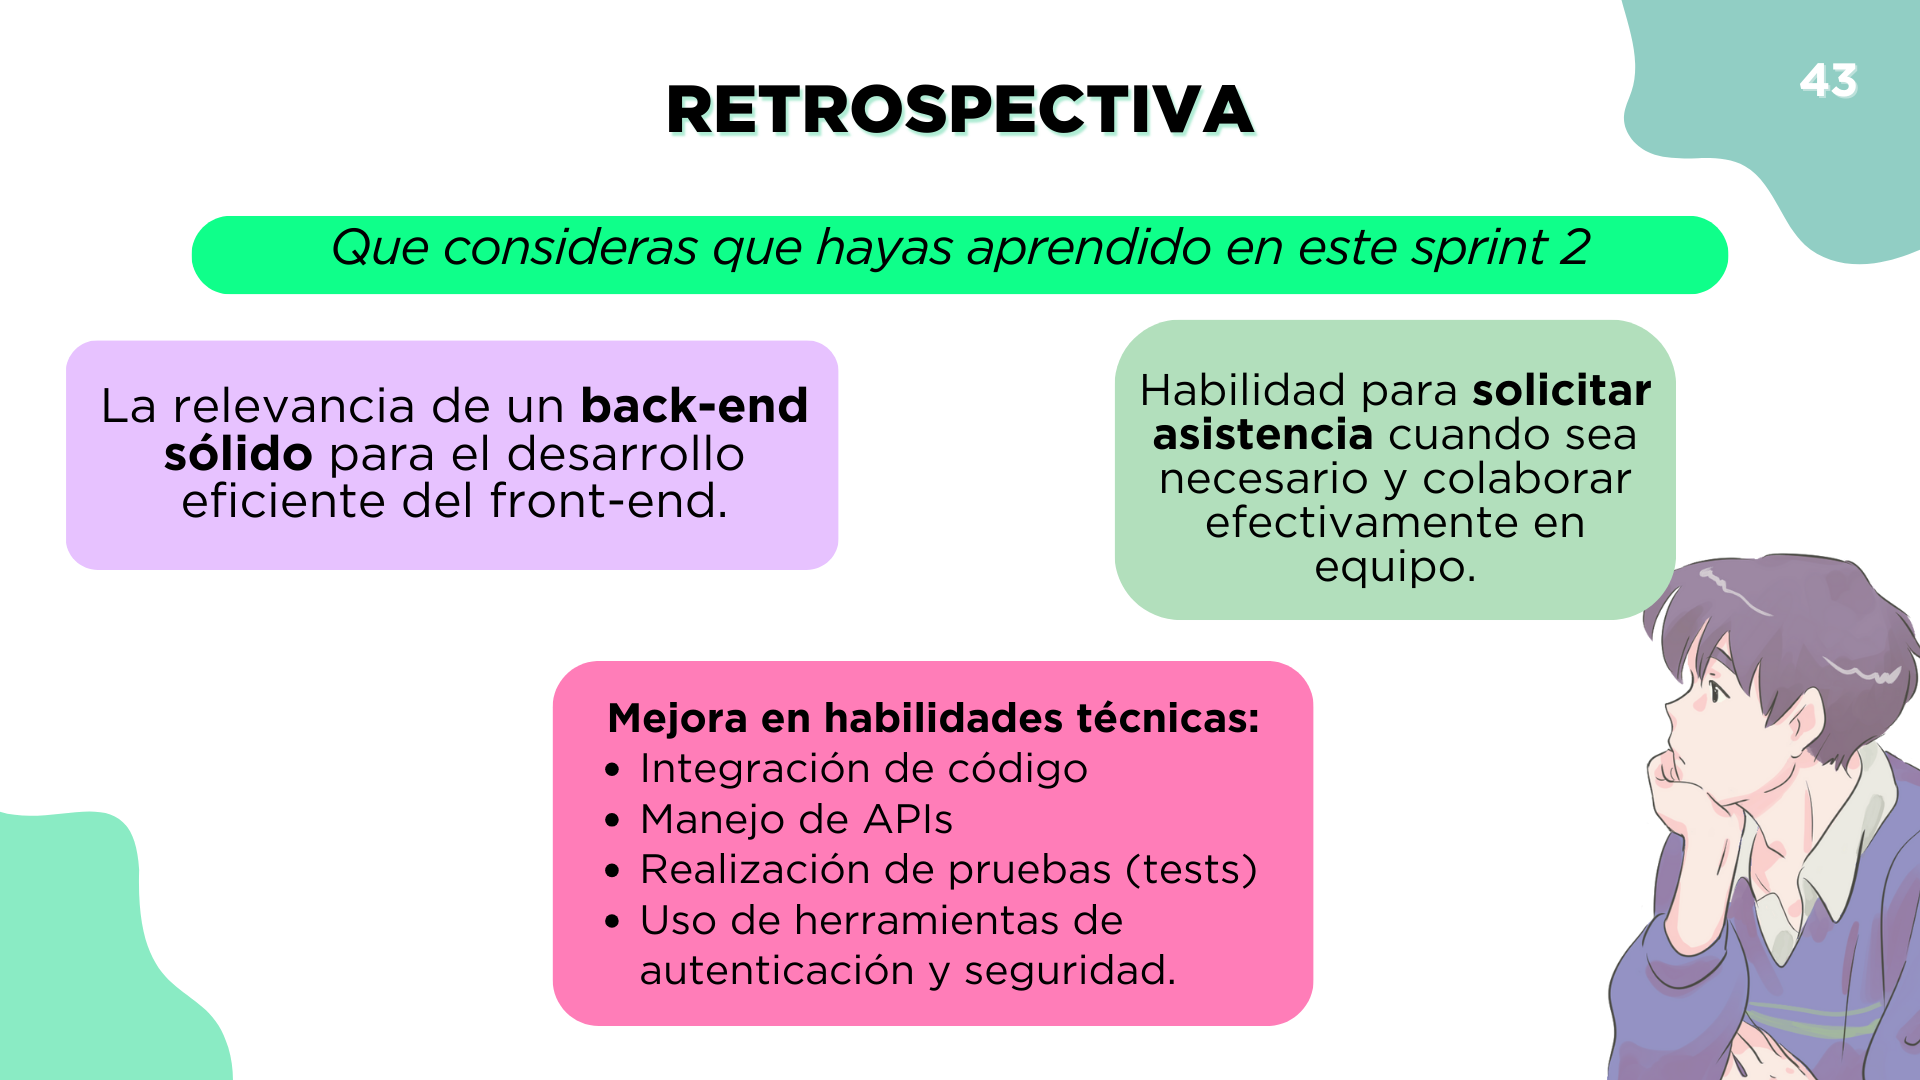 43
RETROSPECTIVA
Que consideras que hayas aprendido en este sprint 2
La relevancia de un back-end
sólido para el desarrollo
eficiente del front-end.
Habilidad para solicitar
asistencia cuando sea
necesario y colaborar
efectivamente en
equipo.
Mejora en habilidades técnicas:
• Integración de código
• Manejo de APIs
• Realización de pruebas (tests)
• Uso de herramientas de
autenticación y seguridad.